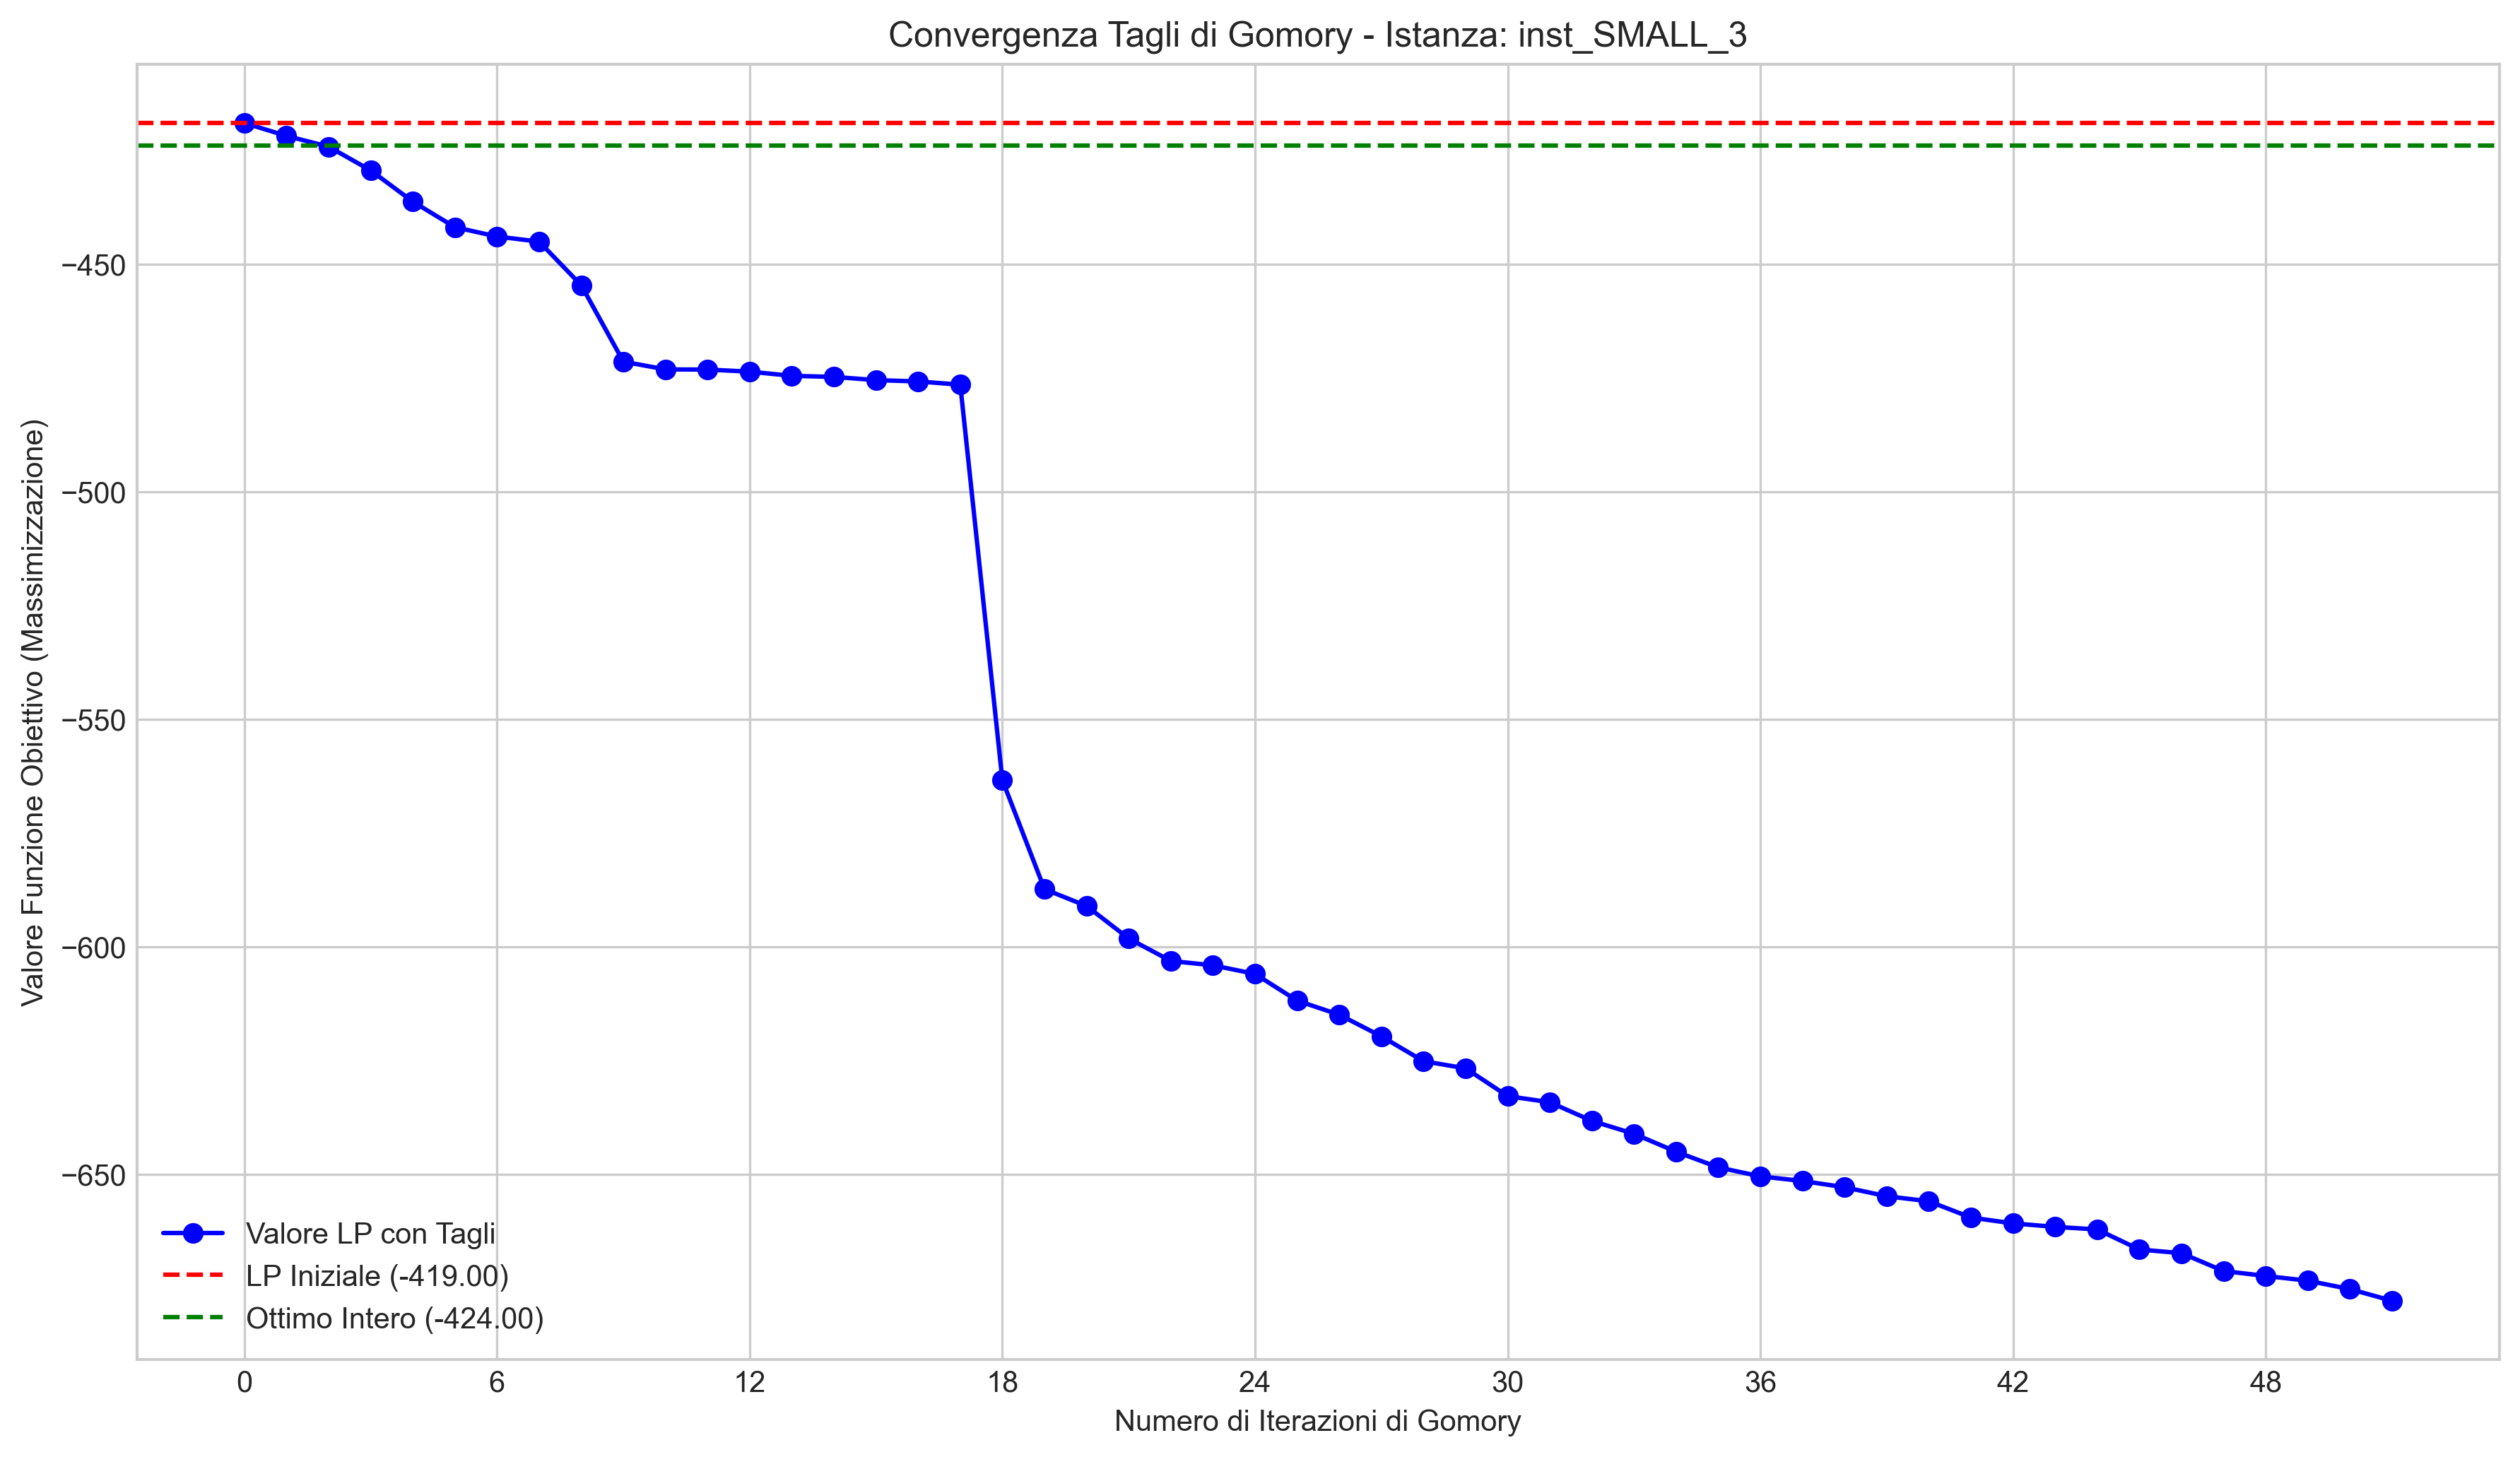 Convergenza Tagli di Gomory - Istanza: inst_SMALL_3
Valore Funzione Obiettivo (Massimizzazione)
−450
−500
−550
−600
−650
Valore LP con Tagli
LP Iniziale (-419.00)
Ottimo Intero (-424.00)
0 6 12 18 24 30 36 42 48
Numero di Iterazioni di Gomory